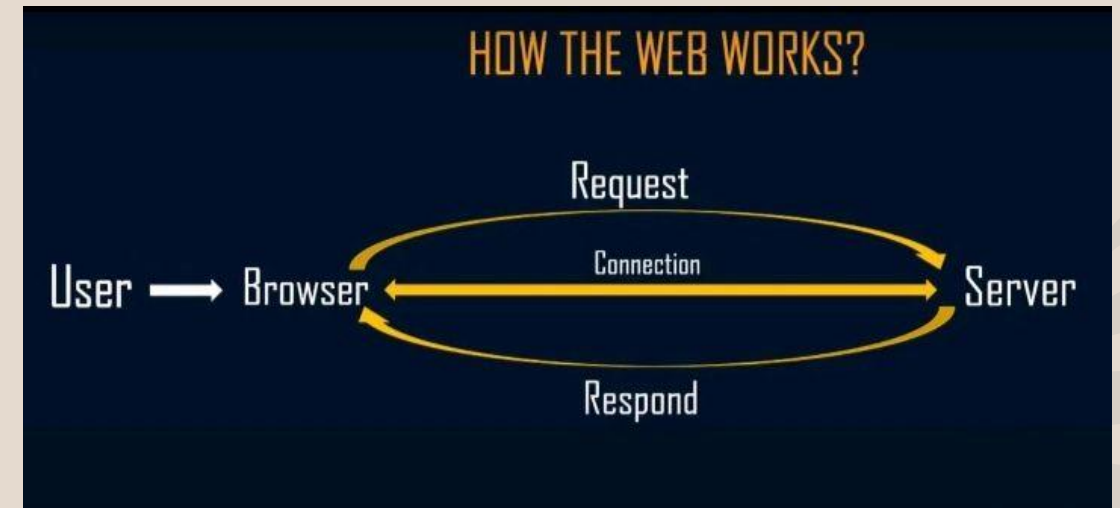 HOW THE WEB WORKS?
Request
Connection
User Browser Server
Respond